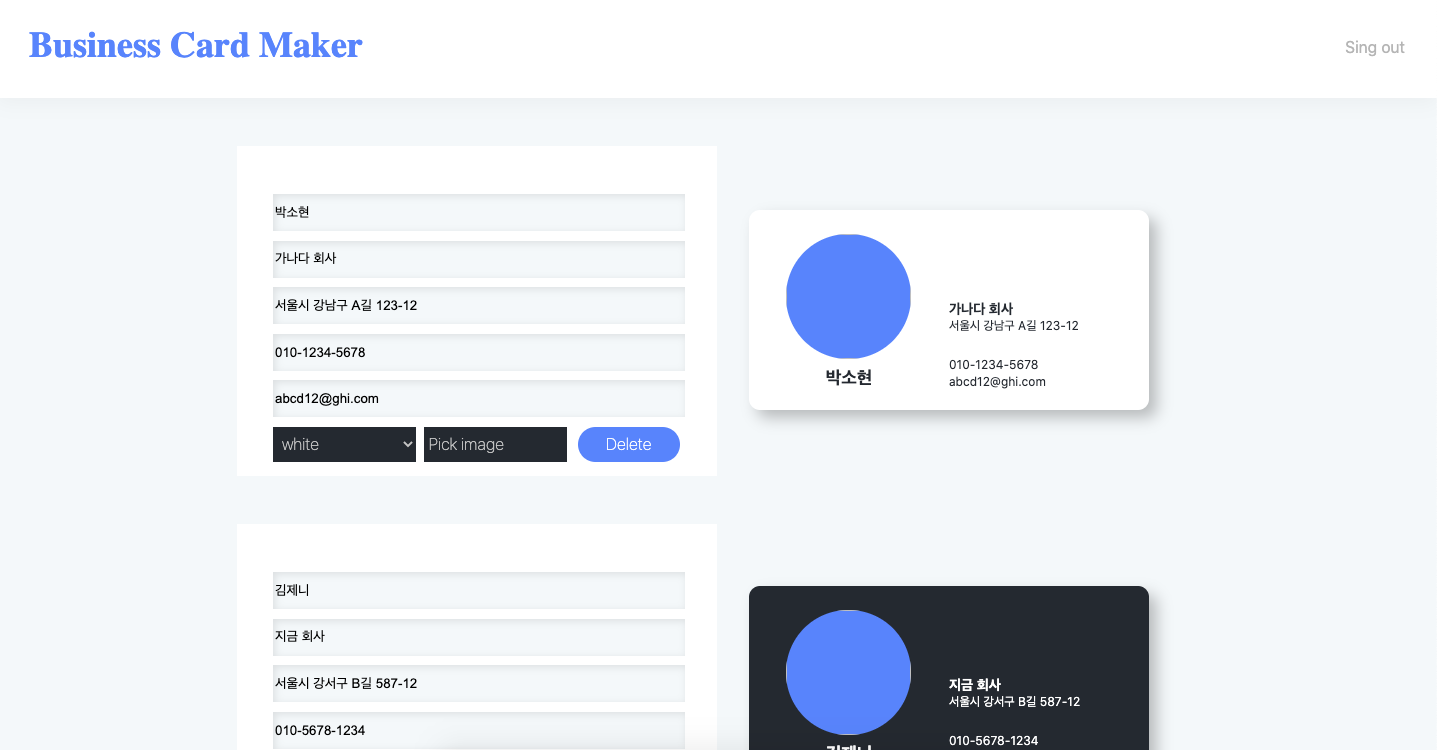 Business Card Maker
Sing out
박소현
가나다 회사
서울시 강남구 A길 123-12
010-1234-5678
abcd12@ghi.com
white
Pick image
Delete
가나다 회사
서울시 강남구 A길 123-12
010-1234-5678
abcd12@ghi.com
박소현
김제니
지금 회사
서울시 강서구 B길 587-12
010-5678-1234
지금 회사
서울시 강서구 B길 587-12
010-5678-1234
김제니